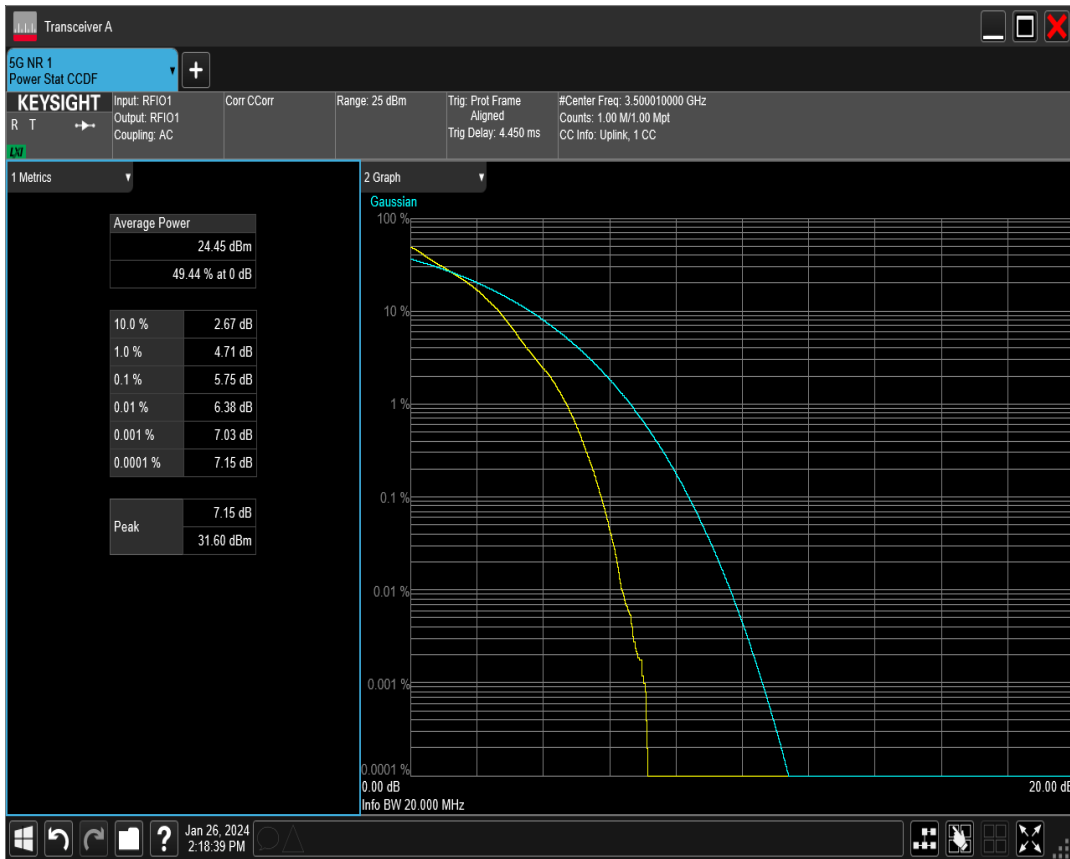 Transceiver A
5G NR 1
Power Stat CCDF
KEYSIGHT
R T
LXI
Input: RFIO1
Output: RFIO1
Coupling: AC
Corr CCorr
Range: 25 dBm
Trig: Prot Frame
Aligned
Trig Delay: 4.450 ms
#Center Freq: 3.500010000 GHz
Counts: 1.00 M/1.00 Mpt
CC Info: Uplink, 1 CC
1 Metrics
Average Power
24.45 dBm
49.44 % at 0 dB
10.0 % 2.67 dB
1.0 % 4.71 dB
0.1 % 5.75 dB
0.01 % 6.38 dB
0.001 % 7.03 dB
0.0001 % 7.15 dB
Peak
7.15 dB
31.60 dBm
2 Graph
Gaussian
100 %
10 %
1 %
0.1 %
0.01 %
0.001 %
0.0001 %
0.00 dB 20.00 dB
Info BW 20.000 MHz
?
Jan 26, 2024
2:18:39 PM